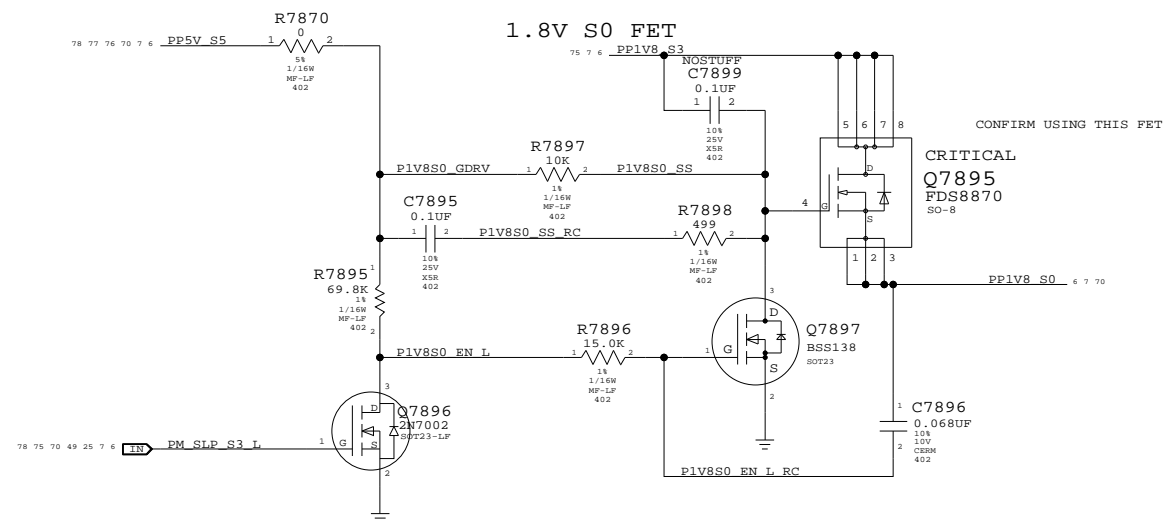 R7870
0
1.8V S0 FET
78 77 76 70 7 6 PP5V_S5 1 2
5%
1/16W
MF-LF
402
75 7 6 PP1V8_S3
NOSTUFF
C7899
0.1UF
1 2
10%
25V
X5R
402
5 6 7 8
CONFIRM USING THIS FET
CRITICAL
Q7895
FDS8870
SO-8
D
4 G
S
1 2 3
R7897
10K
P1V8S0_GDRV 1 2 P1V8S0_SS
1%
1/16W
MF-LF
402
C7895
0.1UF
1 2 P1V8S0_SS_RC
10%
25V
X5R
402
R7898
499
1 2
1%
1/16W
MF-LF
402
PP1V8_S0 6 7 70
R7895
69.8K
1%
1/16W
MF-LF
402
1
2
R7896
15.0K
P1V8S0_EN_L 1 2
1%
1/16W
MF-LF
402
3
D
1 G
S
2
Q7897
BSS138
SOT23
3
Q7896
2N7002
SOT23-LF
D
78 75 70 49 25 7 6 IN PM_SLP_S3_L 1 G
S
2
1
C7896
0.068UF
10%
10V
CERM
402
2
P1V8S0_EN_L_RC